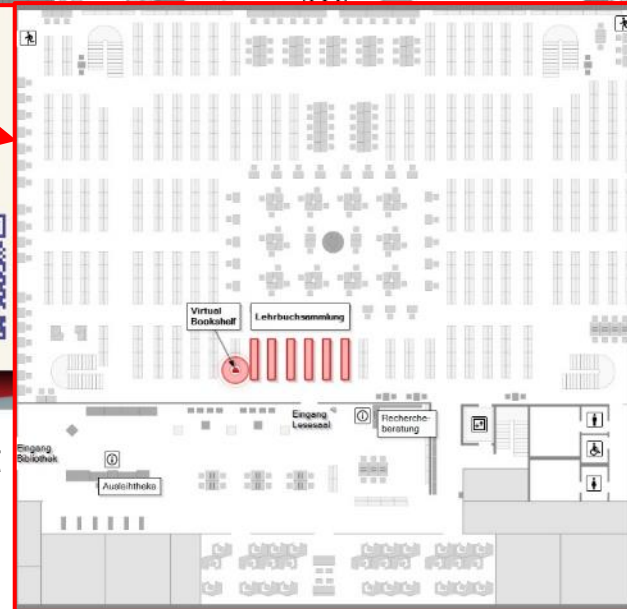 Virtual
Bookshelf
Lehrbuchsammlung
Eingang
Lesesaal
Recherche-
beratung
Eingang
Bibliothek
Ausleihtheke